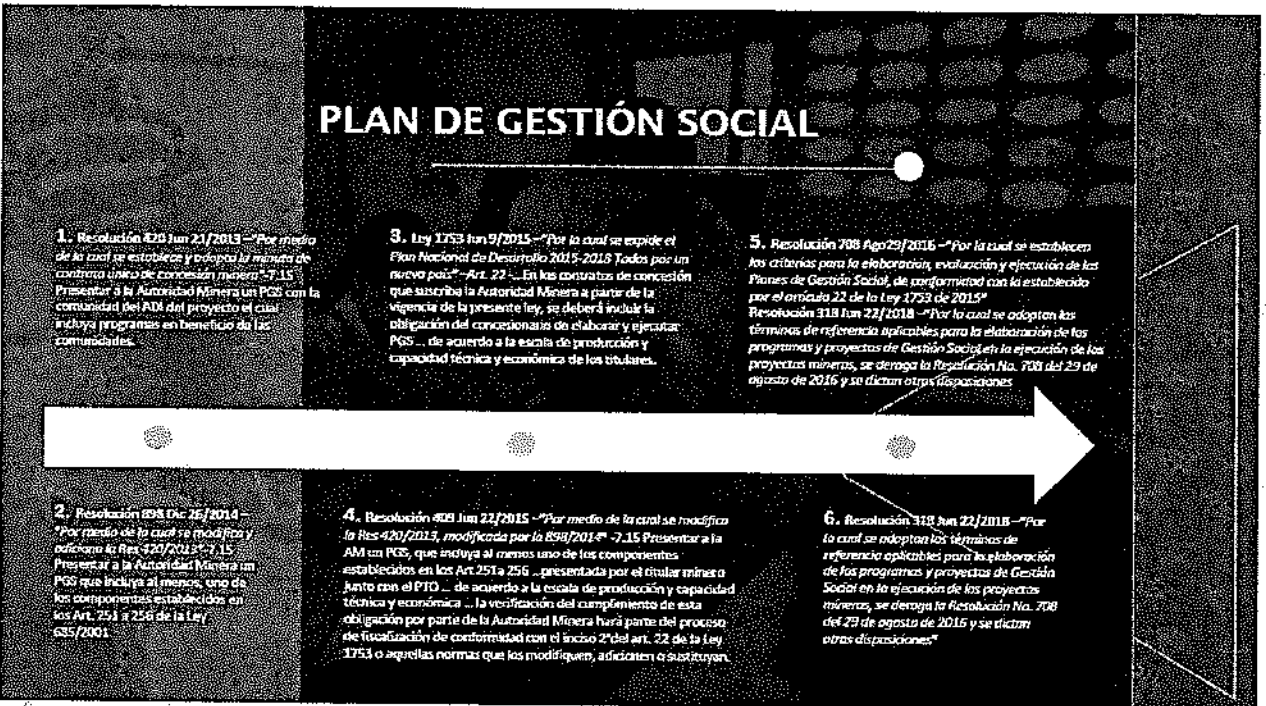 PLAN DE GESTIÓN SOCIAL
1. Resolución 420 Jun 21/2013 –"Por medio
de la cual se establece y adopta la minuta de
contrato único de concesión minera"-7.15
Presentar a la Autoridad Minera un PGS con la
comunidad del ADI del proyecto el cual
incluya programas en beneficio de las
comunidades.
2. Resolución 898 Dic 26/2014 –
"Por medio de la cual se modifica y
adiciona la Res 420/2013"-7.15
Presentar a la Autoridad Minera un
PGS que incluya al menos, uno de
los componentes establecidos en
los Art. 251 a 256 de la Ley
685/2001
3. Ley 1753 Jun 9/2015 –"Por la cual se expide el
Plan Nacional de Desarrollo 2015-2018 Todos por un
nuevo país" –Art. 22 -... En los contratos de concesión
que suscriba la Autoridad Minera a partir de la
vigencia de la presente ley, se deberá incluir la
obligación del concesionario de elaborar y ejecutar
PGS ... de acuerdo a la escala de producción y
capacidad técnica y económica de los titulares.
4. Resolución 409 Jun 22/2015 –"Por medio de la cual se modifica
la Res 420/2013, modificada por la 898/2014" -7.15 Presentar a la
AM un PGS, que incluya al menos uno de los componentes
establecidos en los Art 251 a 256 ...presentada por el titular minero
junto con el PTO ... de acuerdo a la escala de producción y capacidad
técnica y económica ... la verificación del cumplimiento de esta
obligación por parte de la Autoridad Minera hará parte del proceso
de fiscalización de conformidad con el inciso 2°del art. 22 de la Ley
1753 o aquellas normas que los modifiquen, adicionen o sustituyan.
5. Resolución 708 Ago29/2016 –"Por la cual se establecen
los criterios para la elaboración, evaluación y ejecución de los
Planes de Gestión Social, de conformidad con lo establecido
por el artículo 22 de la Ley 1753 de 2015"
Resolución 318 Jun 22/2018 –"Por la cual se adoptan los
términos de referencia aplicables para la elaboración de los
programas y proyectos de Gestión Social en la ejecución de los
proyectos mineros, se deroga la Resolución No. 708 del 29 de
agosto de 2016 y se dictan otras disposiciones
6. Resolución 318 Jun 22/2018 –"Por
la cual se adoptan los términos de
referencia aplicables para la elaboración
de los programas y proyectos de Gestión
Social en la ejecución de los proyectos
mineros, se deroga la Resolución No. 708
del 29 de agosto de 2016 y se dictan
otras disposiciones"